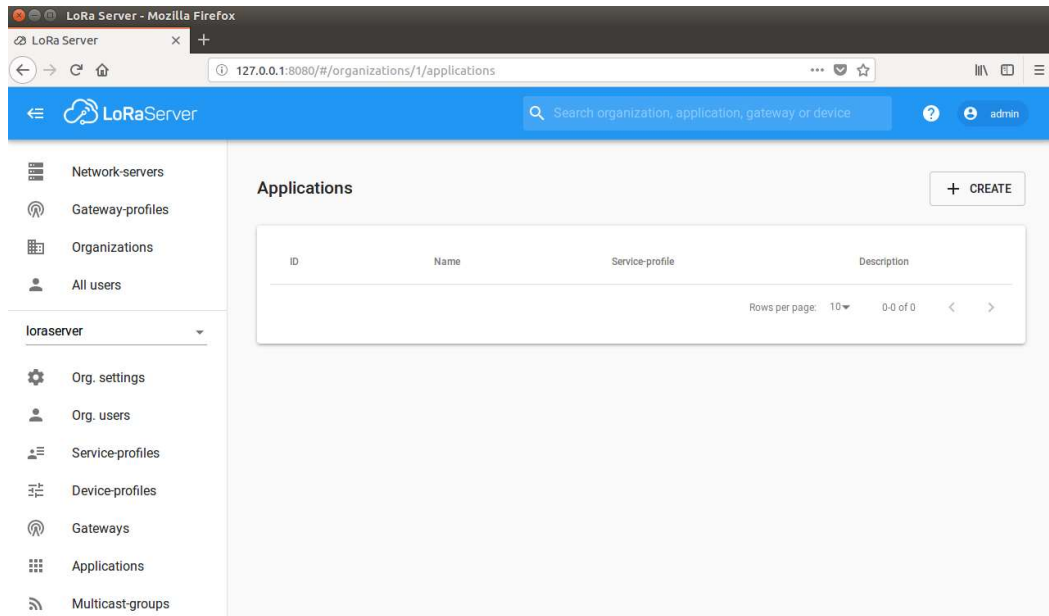 LoRa Server - Mozilla Firefox
LoRa Server
127.0.0.1:8080/#/organizations/1/applications
LoRaServer
Search organization, application, gateway or device
? admin
Network-servers
Gateway-profiles
Organizations
All users
loraserver
Org. settings
Org. users
Service-profiles
Device-profiles
Gateways
Applications
Multicast-groups
Applications
+ CREATE
ID Name Service-profile Description
Rows per page: 10 0-0 of 0 < >